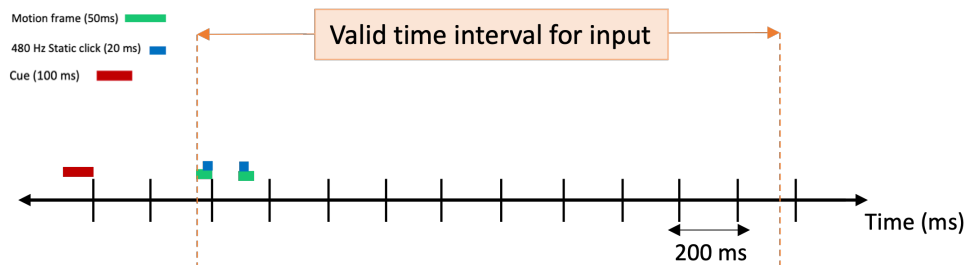 Motion frame (50ms)
Valid time interval for input
480 Hz Static click (20 ms)
Cue (100 ms)
Time (ms)
200 ms